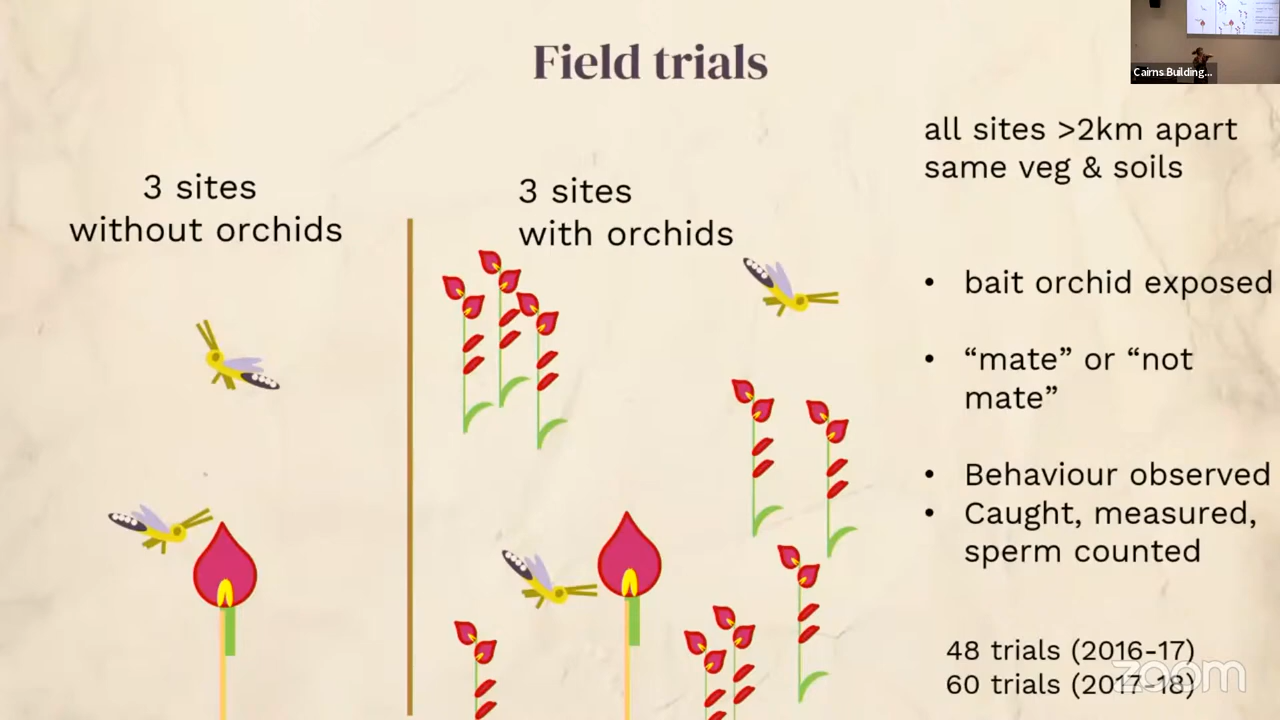 Field trials
Cairns Building...
3 sites
without orchids
3 sites
with orchids
all sites >2km apart
same veg & soils
• bait orchid exposed
• “mate” or “not
mate”
• Behaviour observed
• Caught, measured,
sperm counted
48 trials (2016-17)
60 trials (2017-18)
zoom